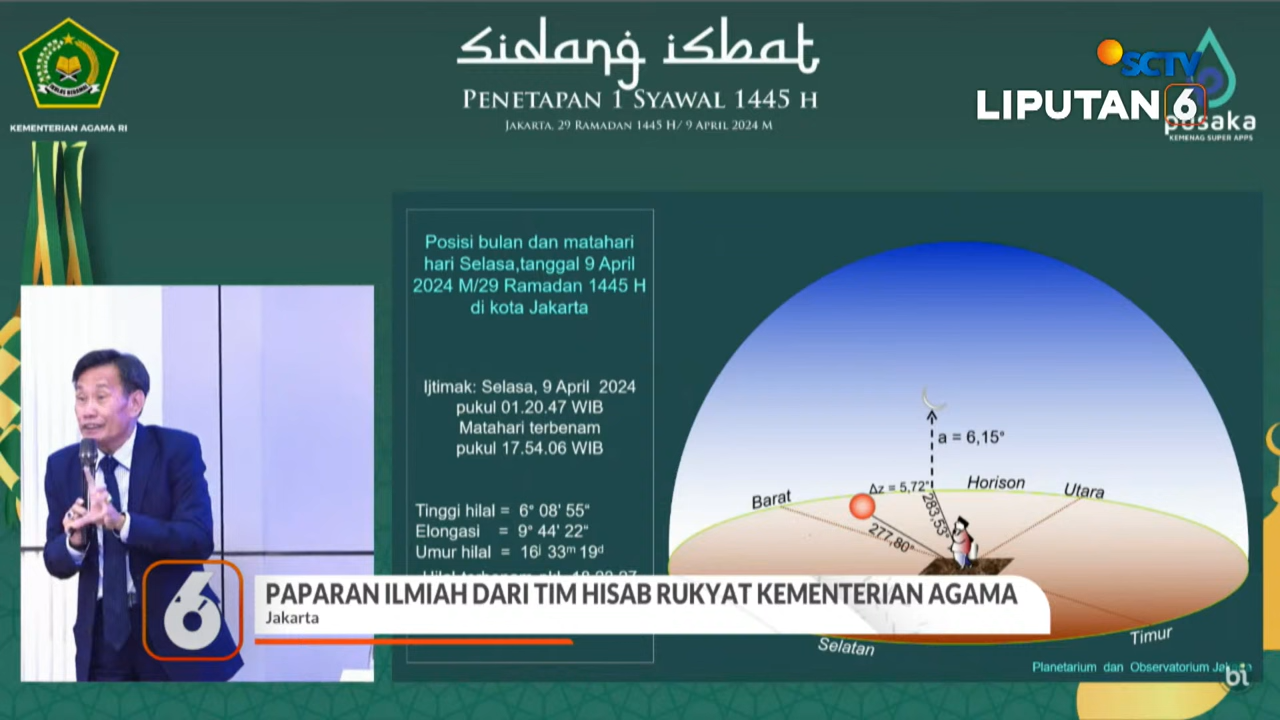 KEMENTERIAN AGAMA RI
sidang isbat
PENETAPAN 1 SYAWAL 1445 H
JAKARTA, 29 RAMADAN 1445 H/ 9 APRIL 2024 M
SCTV
LIPUTAN 6
pusaka
KEMENAG SUPER APPS
Posisi bulan dan matahari
hari Selasa,tanggal 9 April
2024 M/29 Ramadan 1445 H
di kota Jakarta
Ijtimak: Selasa, 9 April 2024
pukul 01.20.47 WIB
Matahari terbenam
pukul 17.54.06 WIB
Tinggi hilal = 6° 08' 55“
Elongasi = 9° 44' 22“
Umur hilal = 16ʲ 33ᵐ 19ᵈ
a = 6,15°
Δz = 5,72°
Horison
Barat
Utara
277,80°
283,53°
Selatan
Timur
Planetarium dan Observatorium
6
PAPARAN ILMIAH DARI TIM HISAB RUKYAT KEMENTERIAN AGAMA
Jakarta
bi